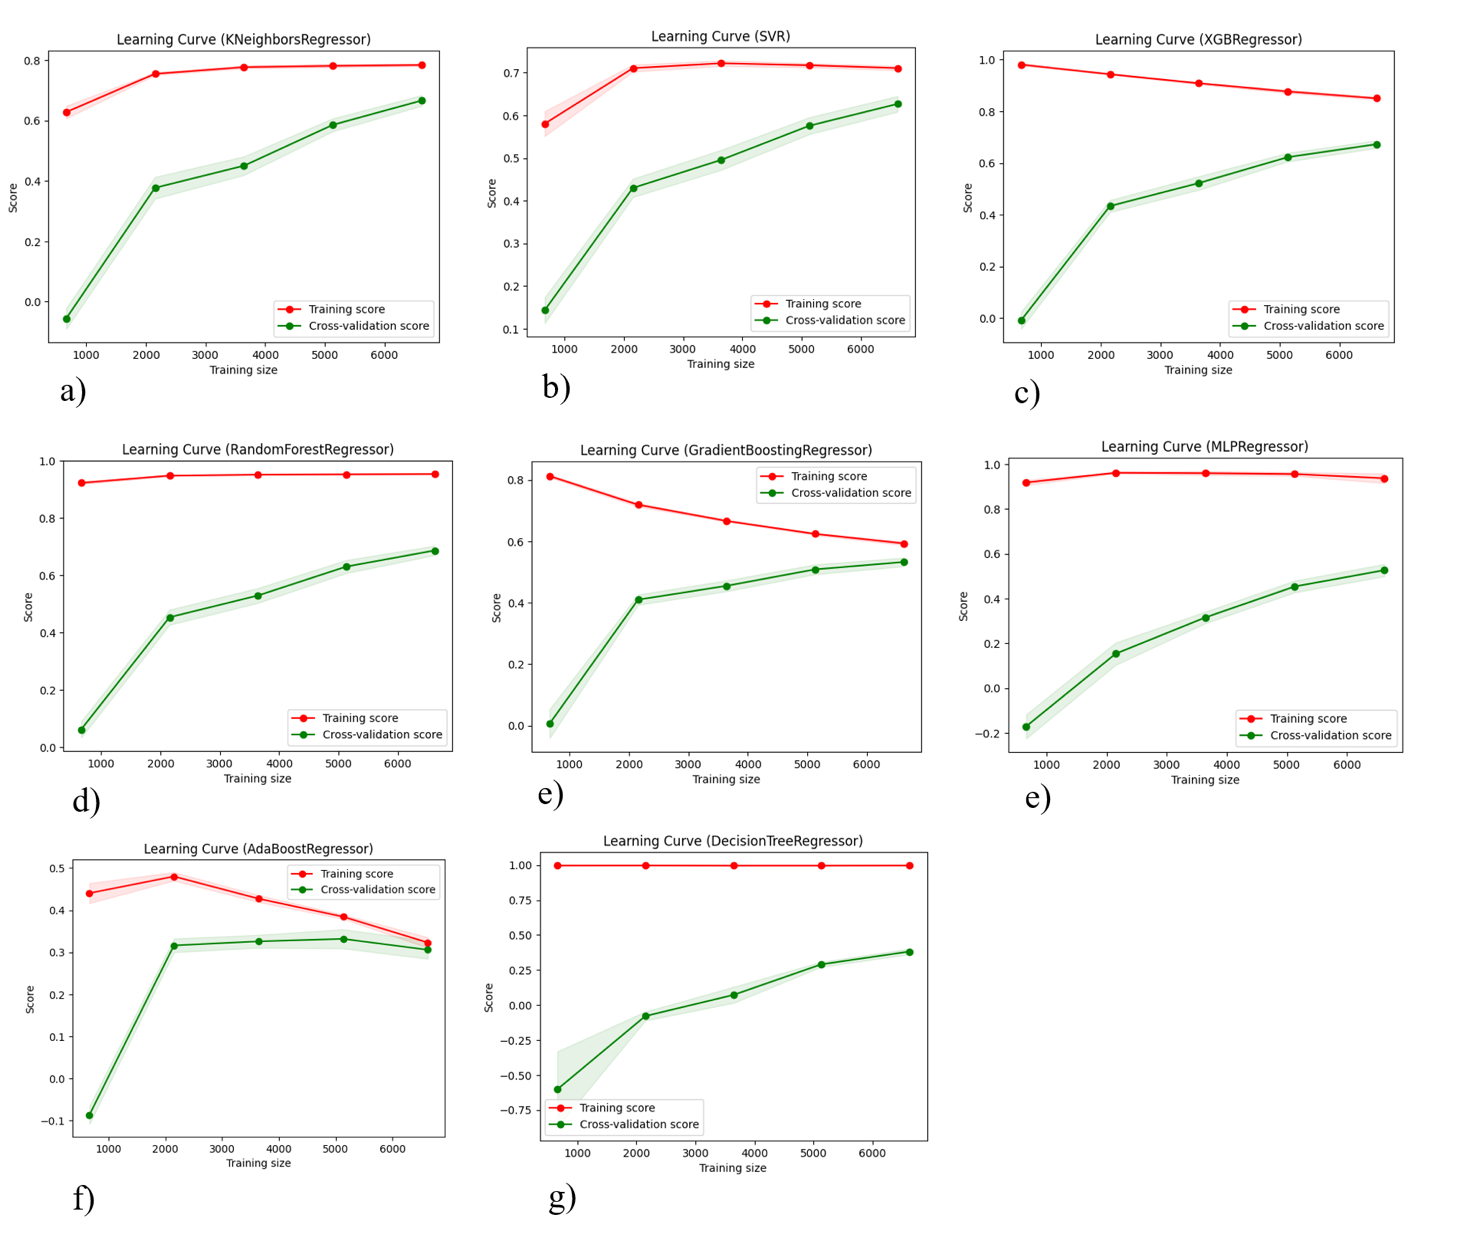 Learning Curve (KNeighborsRegressor)
0.8
0.6
0.4
0.2
0.0
Score
Training score
Cross-validation score
1000 2000 3000 4000 5000 6000
Training size
a)
Learning Curve (SVR)
0.7
0.6
0.5
0.4
0.3
0.2
0.1
Score
Training score
Cross-validation score
1000 2000 3000 4000 5000 6000
Training size
b)
Learning Curve (XGBRegressor)
1.0
0.8
0.6
0.4
0.2
0.0
Score
Training score
Cross-validation score
1000 2000 3000 4000 5000 6000
Training size
c)
Learning Curve (RandomForestRegressor)
1.0
0.8
0.6
0.4
0.2
0.0
Score
Training score
Cross-validation score
1000 2000 3000 4000 5000 6000
Training size
d)
Learning Curve (GradientBoostingRegressor)
Training score
Cross-validation score
0.8
0.6
0.4
0.2
0.0
Score
1000 2000 3000 4000 5000 6000
Training size
e)
Learning Curve (MLPRegressor)
1.0
0.8
0.6
0.4
0.2
0.0
−0.2
Score
Training score
Cross-validation score
1000 2000 3000 4000 5000 6000
Training size
e)
Learning Curve (AdaBoostRegressor)
Training score
Cross-validation score
0.5
0.4
0.3
0.2
0.1
0.0
−0.1
Score
1000 2000 3000 4000 5000 6000
Training size
f)
Learning Curve (DecisionTreeRegressor)
1.00
0.75
0.50
0.25
0.00
−0.25
−0.50
−0.75
Score
Training score
Cross-validation score
1000 2000 3000 4000 5000 6000
Training size
g)